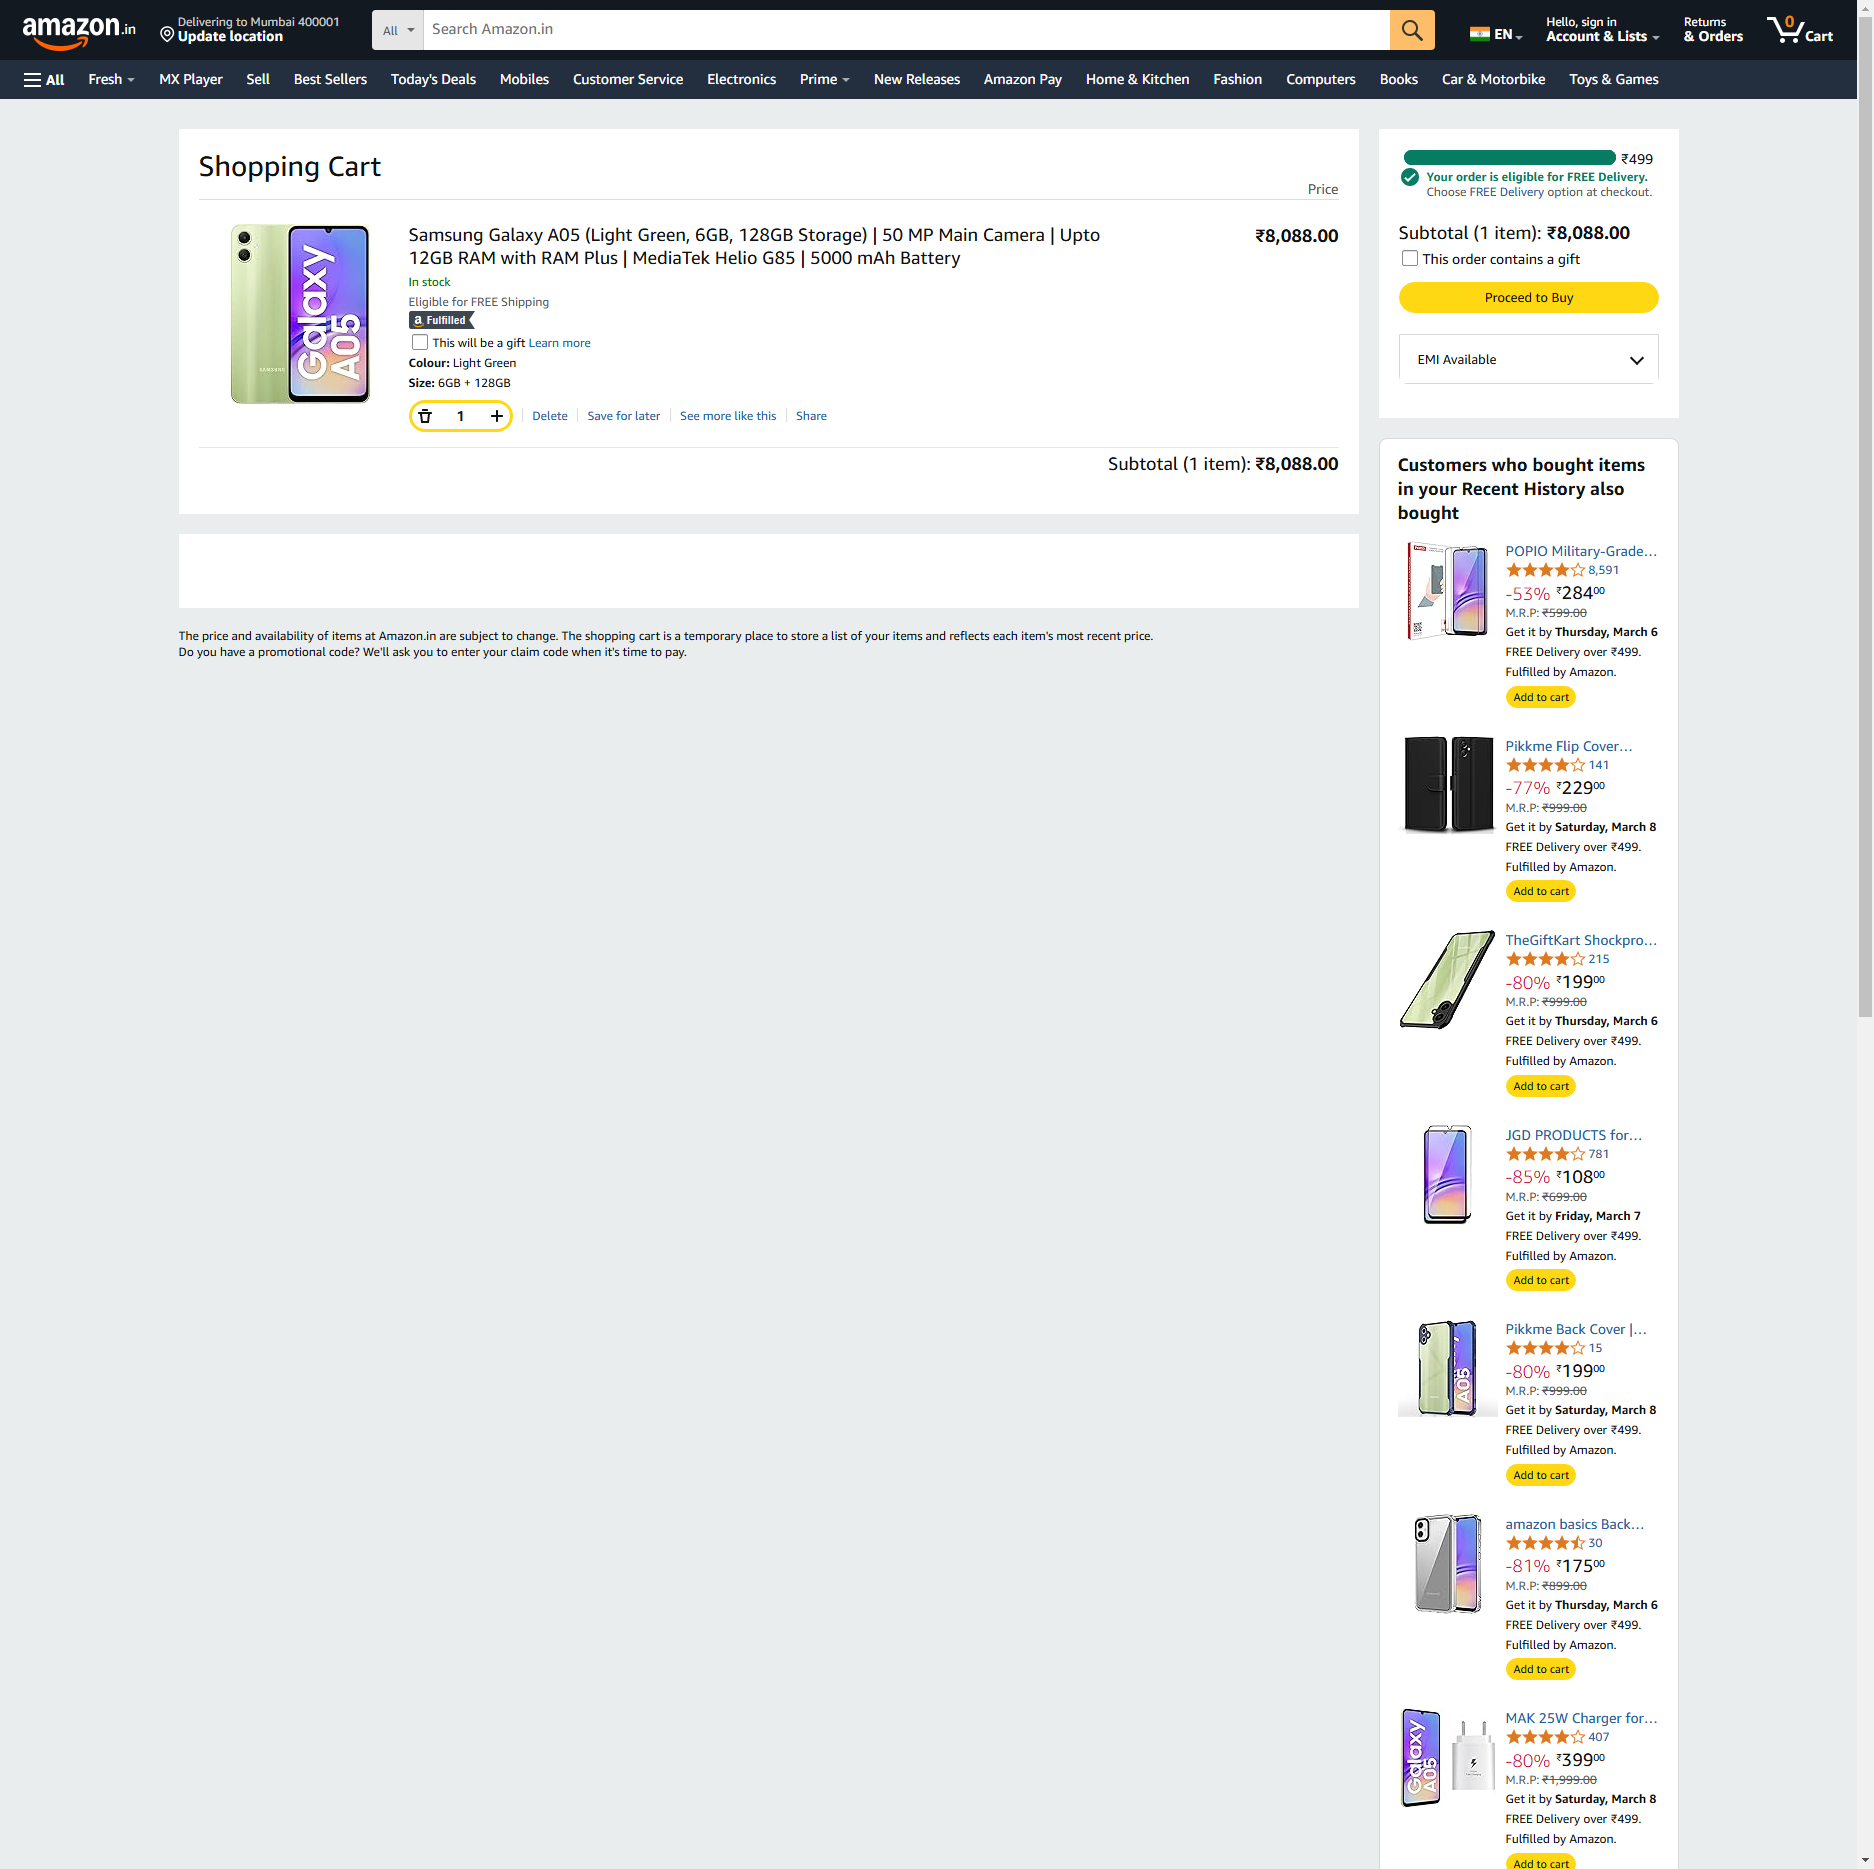 amazon.in
Delivering to Mumbai 400001
Update location
All
Search Amazon.in
EN
Hello, sign in
Account & Lists
Returns
& Orders
0
Cart
All
Fresh
MX Player
Sell
Best Sellers
Today's Deals
Mobiles
Customer Service
Electronics
Prime
New Releases
Amazon Pay
Home & Kitchen
Fashion
Computers
Books
Car & Motorbike
Toys & Games
Shopping Cart
Price
Galaxy A05
SAMSUNG
Samsung Galaxy A05 (Light Green, 6GB, 128GB Storage) | 50 MP Main Camera | Upto
12GB RAM with RAM Plus | MediaTek Helio G85 | 5000 mAh Battery
₹8,088.00
In stock
Eligible for FREE Shipping
a Fulfilled
This will be a gift Learn more
Colour: Light Green
Size: 6GB + 128GB
1
Delete
Save for later
See more like this
Share
Subtotal (1 item): ₹8,088.00
The price and availability of items at Amazon.in are subject to change. The shopping cart is a temporary place to store a list of your items and reflects each item's most recent price.
Do you have a promotional code? We'll ask you to enter your claim code when it's time to pay.
₹499
Your order is eligible for FREE Delivery.
Choose FREE Delivery option at checkout.
Subtotal (1 item): ₹8,088.00
This order contains a gift
Proceed to Buy
EMI Available
Customers who bought items
in your Recent History also
bought
POPIO Military-Grade…
8,591
-53% ₹28400
M.R.P: ₹599.00
Get it by Thursday, March 6
FREE Delivery over ₹499.
Fulfilled by Amazon.
Add to cart
Pikkme Flip Cover…
141
-77% ₹22900
M.R.P: ₹999.00
Get it by Saturday, March 8
FREE Delivery over ₹499.
Fulfilled by Amazon.
Add to cart
TheGiftKart Shockpro…
215
-80% ₹19900
M.R.P: ₹999.00
Get it by Thursday, March 6
FREE Delivery over ₹499.
Fulfilled by Amazon.
Add to cart
JGD PRODUCTS for…
781
-85% ₹10800
M.R.P: ₹699.00
Get it by Friday, March 7
FREE Delivery over ₹499.
Fulfilled by Amazon.
Add to cart
A05
Pikkme Back Cover |…
15
-80% ₹19900
M.R.P: ₹999.00
Get it by Saturday, March 8
FREE Delivery over ₹499.
Fulfilled by Amazon.
Add to cart
amazon basics Back…
30
-81% ₹17500
M.R.P: ₹899.00
Get it by Thursday, March 6
FREE Delivery over ₹499.
Fulfilled by Amazon.
Add to cart
Galaxy A05
MAK 25W Charger for…
407
-80% ₹39900
M.R.P: ₹1,999.00
Get it by Saturday, March 8
FREE Delivery over ₹499.
Fulfilled by Amazon.
Add to cart